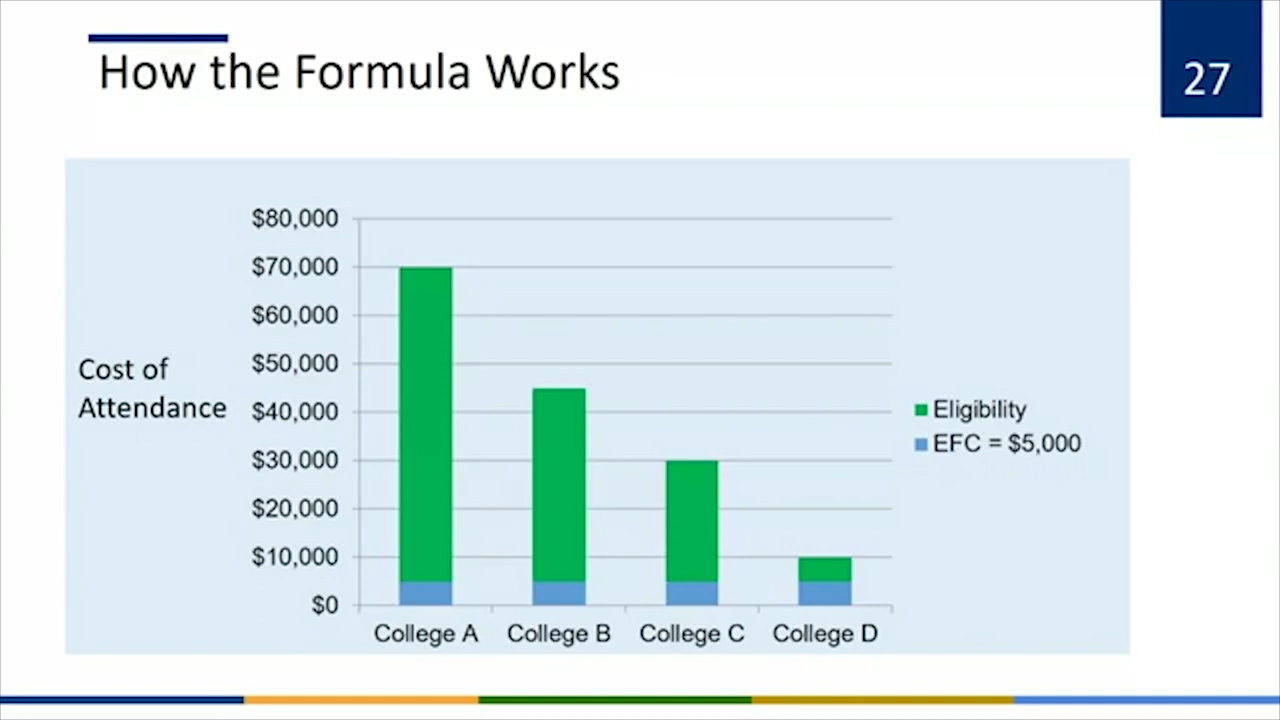 How the Formula Works
27
Cost of
Attendance
$80,000
$70,000
$60,000
$50,000
$40,000
$30,000
$20,000
$10,000
$0
College A
College B
College C
College D
Eligibility
EFC = $5,000